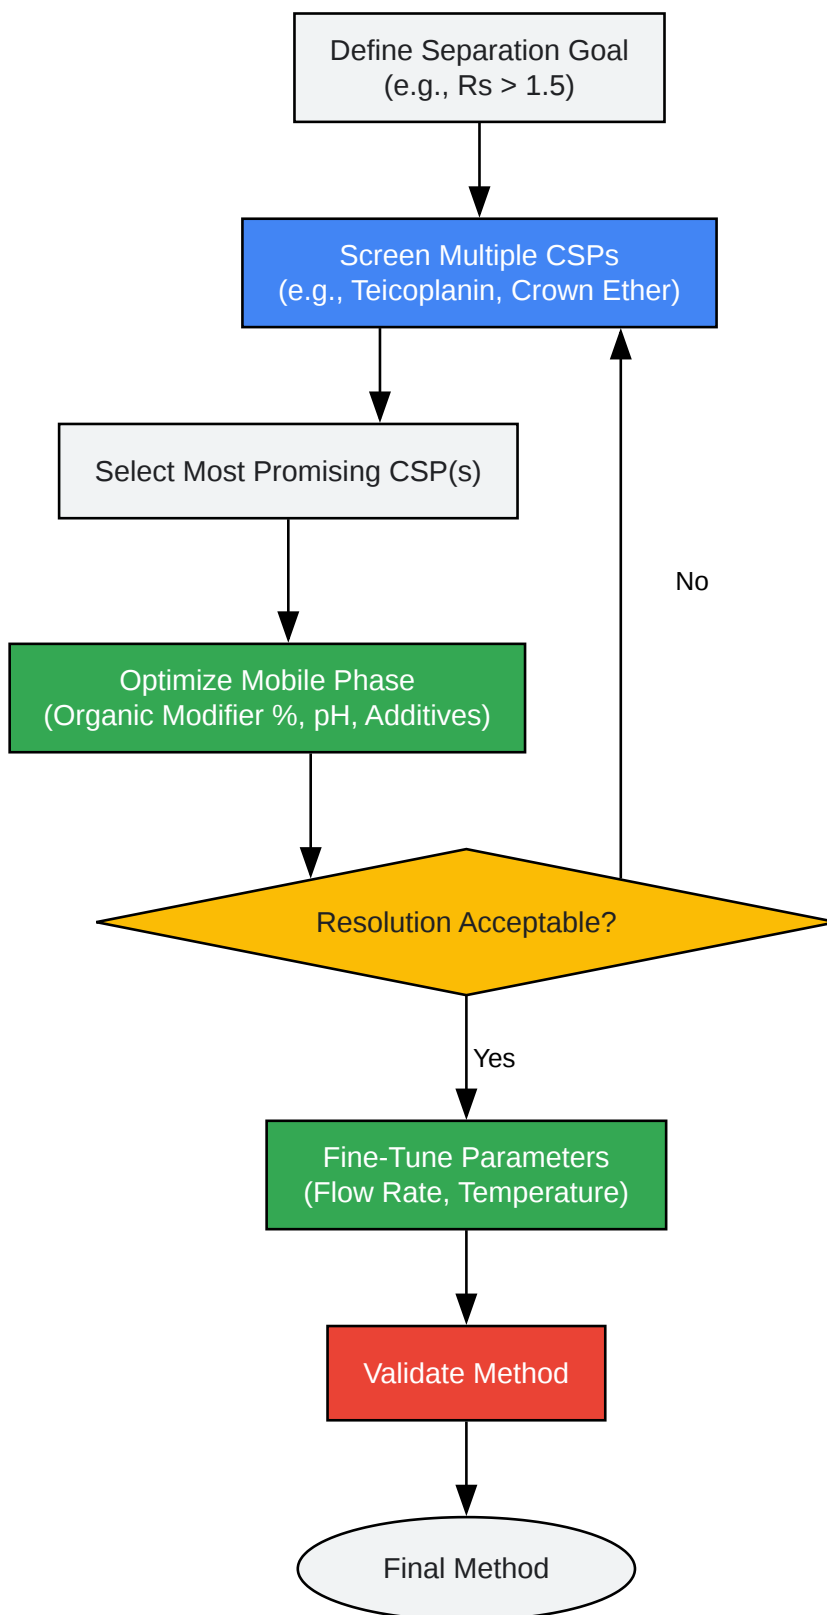 Define Separation Goal
(e.g., Rs > 1.5)
Screen Multiple CSPs
(e.g., Teicoplanin, Crown Ether)
Select Most Promising CSP(s)
No
Optimize Mobile Phase
(Organic Modifier %, pH, Additives)
Resolution Acceptable?
Yes
Fine-Tune Parameters
(Flow Rate, Temperature)
Validate Method
Final Method